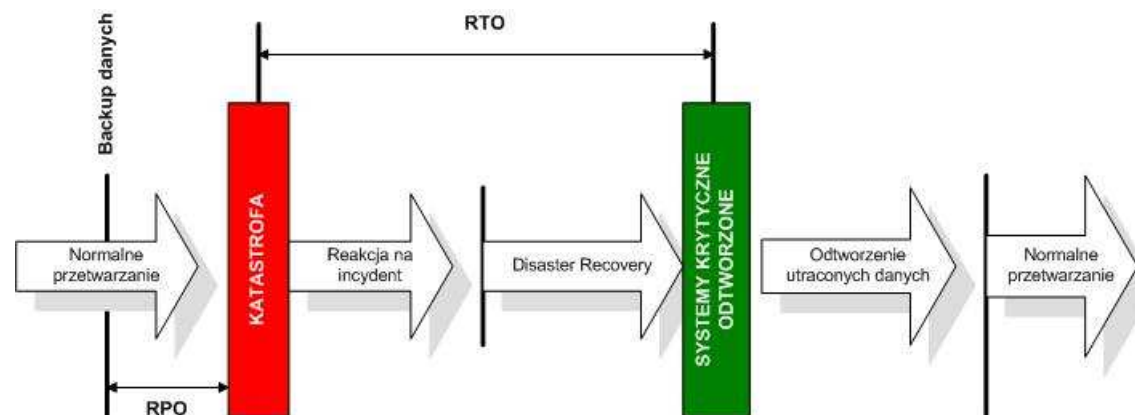 RTO
Backup danych
Normalne
przetwarzanie
KATASTROFA
Reakcja na
incydent
Disaster Recovery
SYSTEMY KRYTYCZNE
ODTWORZONE
Odtworzenie
utraconych danych
Normalne
przetwarzanie
RPO